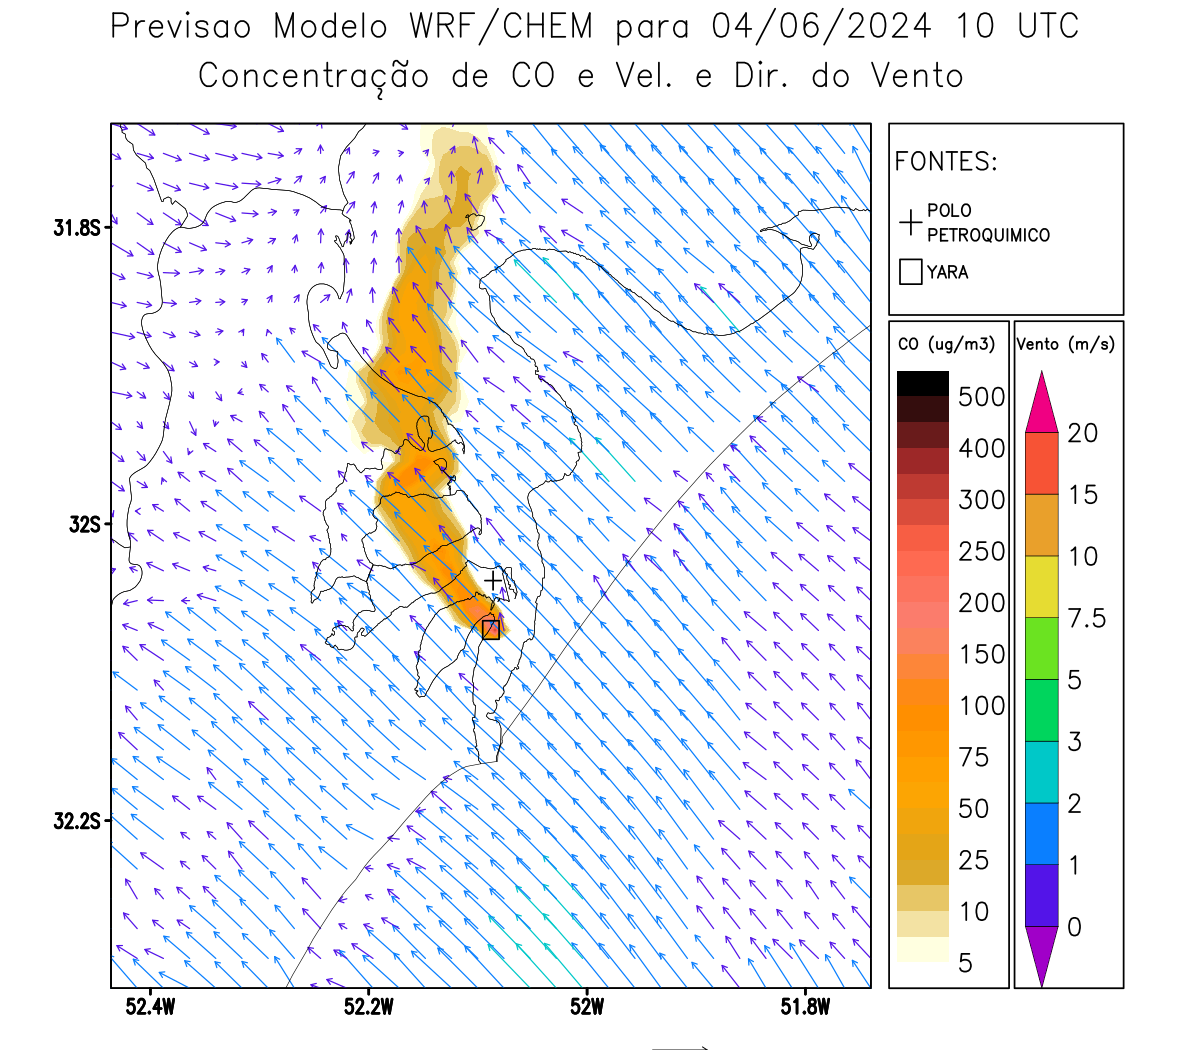 Previsao Modelo WRF/CHEM para 04/06/2024 10 UTC
Concentração de CO e Vel. e Dir. do Vento
FONTES:
POLO
PETROQUIMICO
YARA
CO (ug/m3)
500
400
300
250
200
150
100
75
50
25
10
5
Vento (m/s)
20
15
10
7.5
5
3
2
1
0
31.8S
32S
32.2S
52.4W
52.2W
52W
51.8W